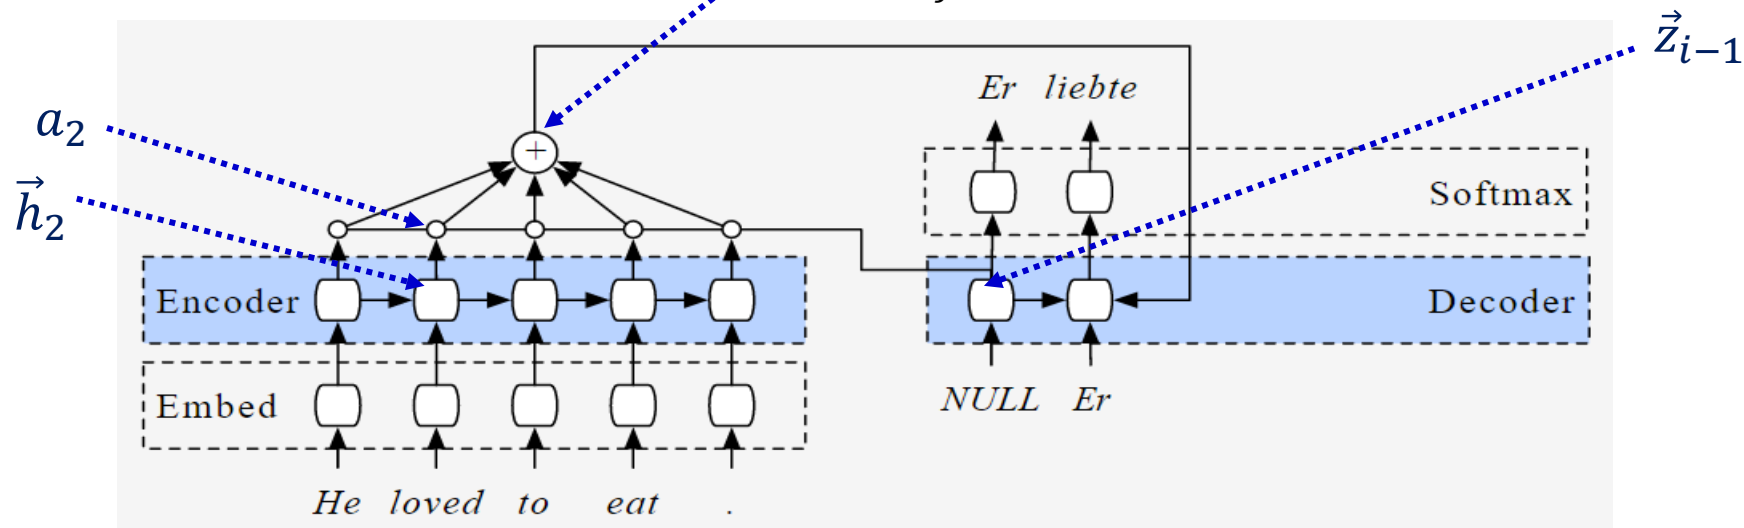 z⃗ᵢ₋₁
a₂
h⃗₂
+
Er liebte
Softmax
Encoder
Decoder
Embed
NULL Er
He loved to eat .